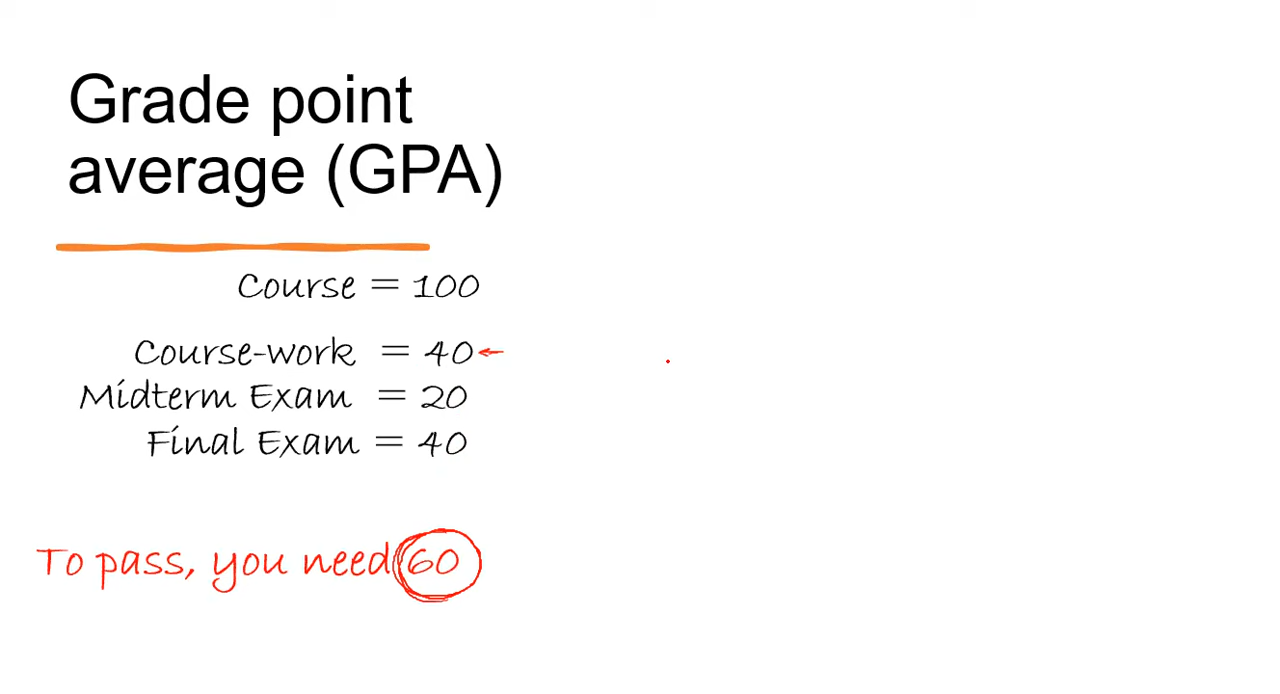 Grade point
average (GPA)
Course = 100
Course-work = 40
Midterm Exam = 20
Final Exam = 40
To pass, you need 60